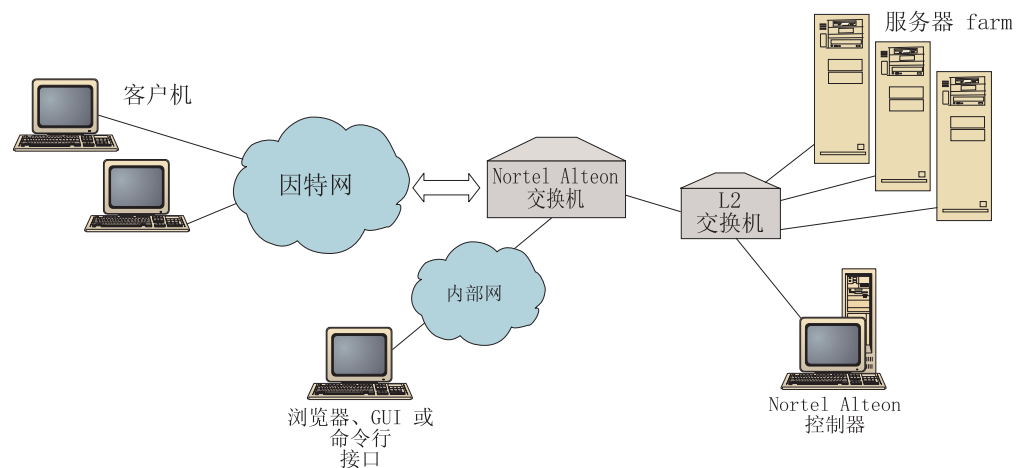 服务器 farm
客户机
因特网
Nortel Alteon
交换机
L2
交换机
内部网
浏览器、GUI 或
命令行
接口
Nortel Alteon
控制器